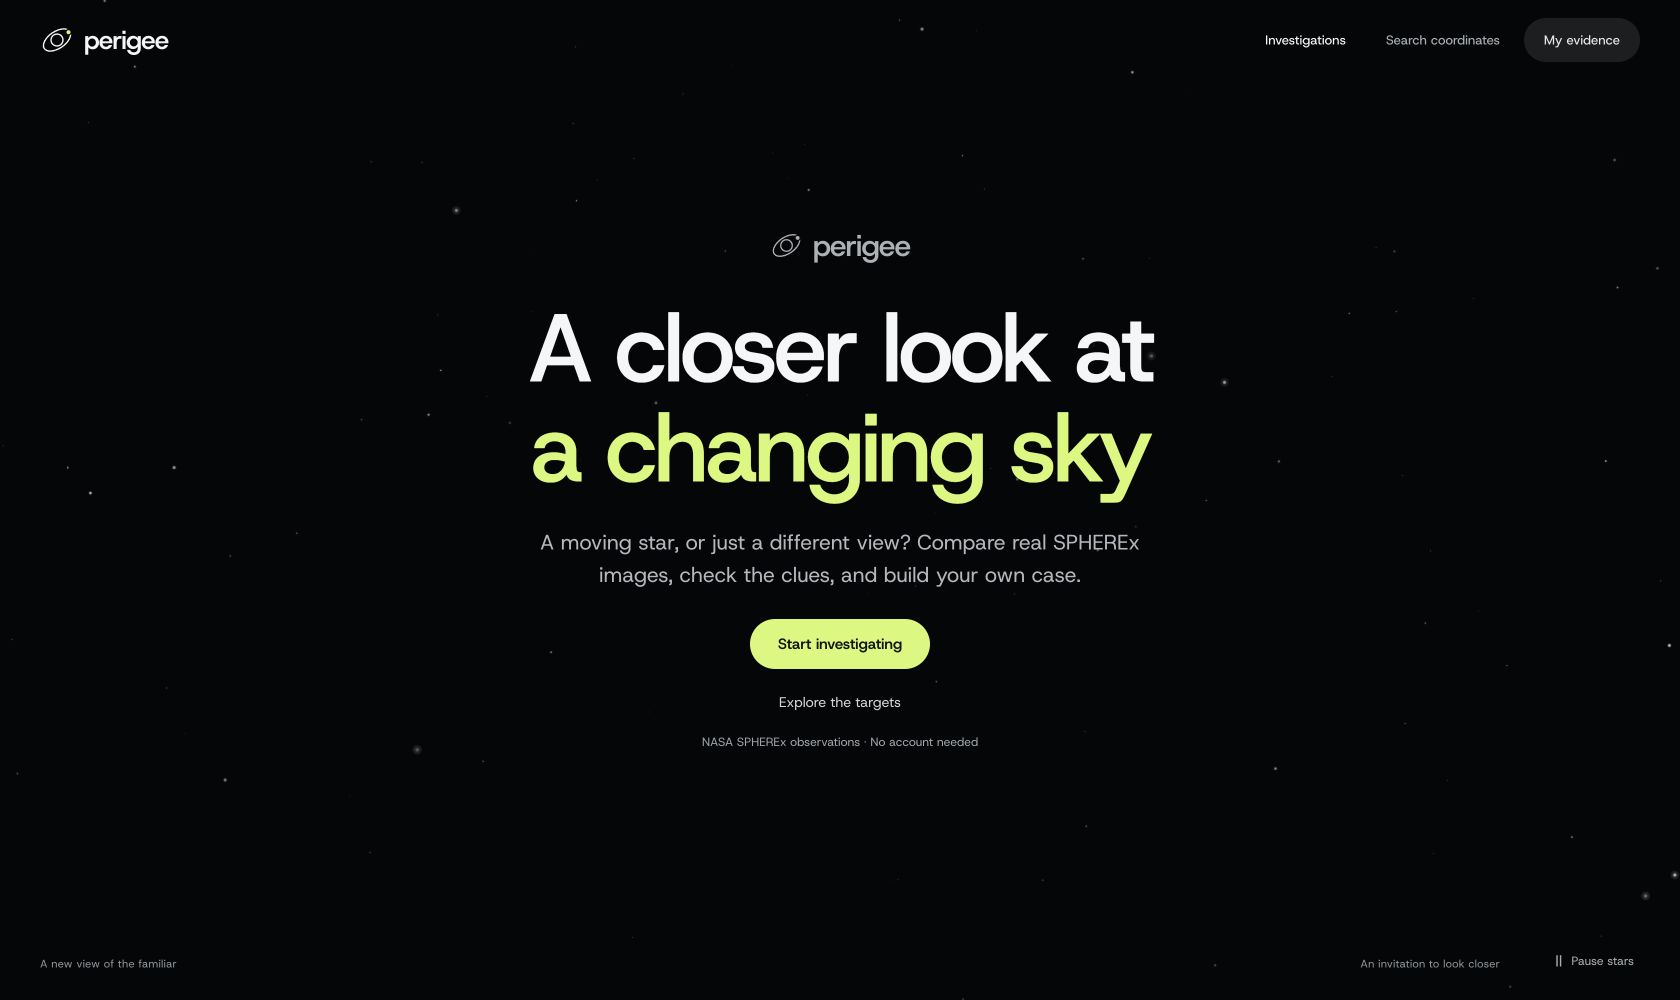 perigee
Investigations
Search coordinates
My evidence
perigee
A closer look at
a changing sky
A moving star, or just a different view? Compare real SPHEREx
images, check the clues, and build your own case.
Start investigating
Explore the targets
NASA SPHEREx observations · No account needed
A new view of the familiar
An invitation to look closer
Pause stars